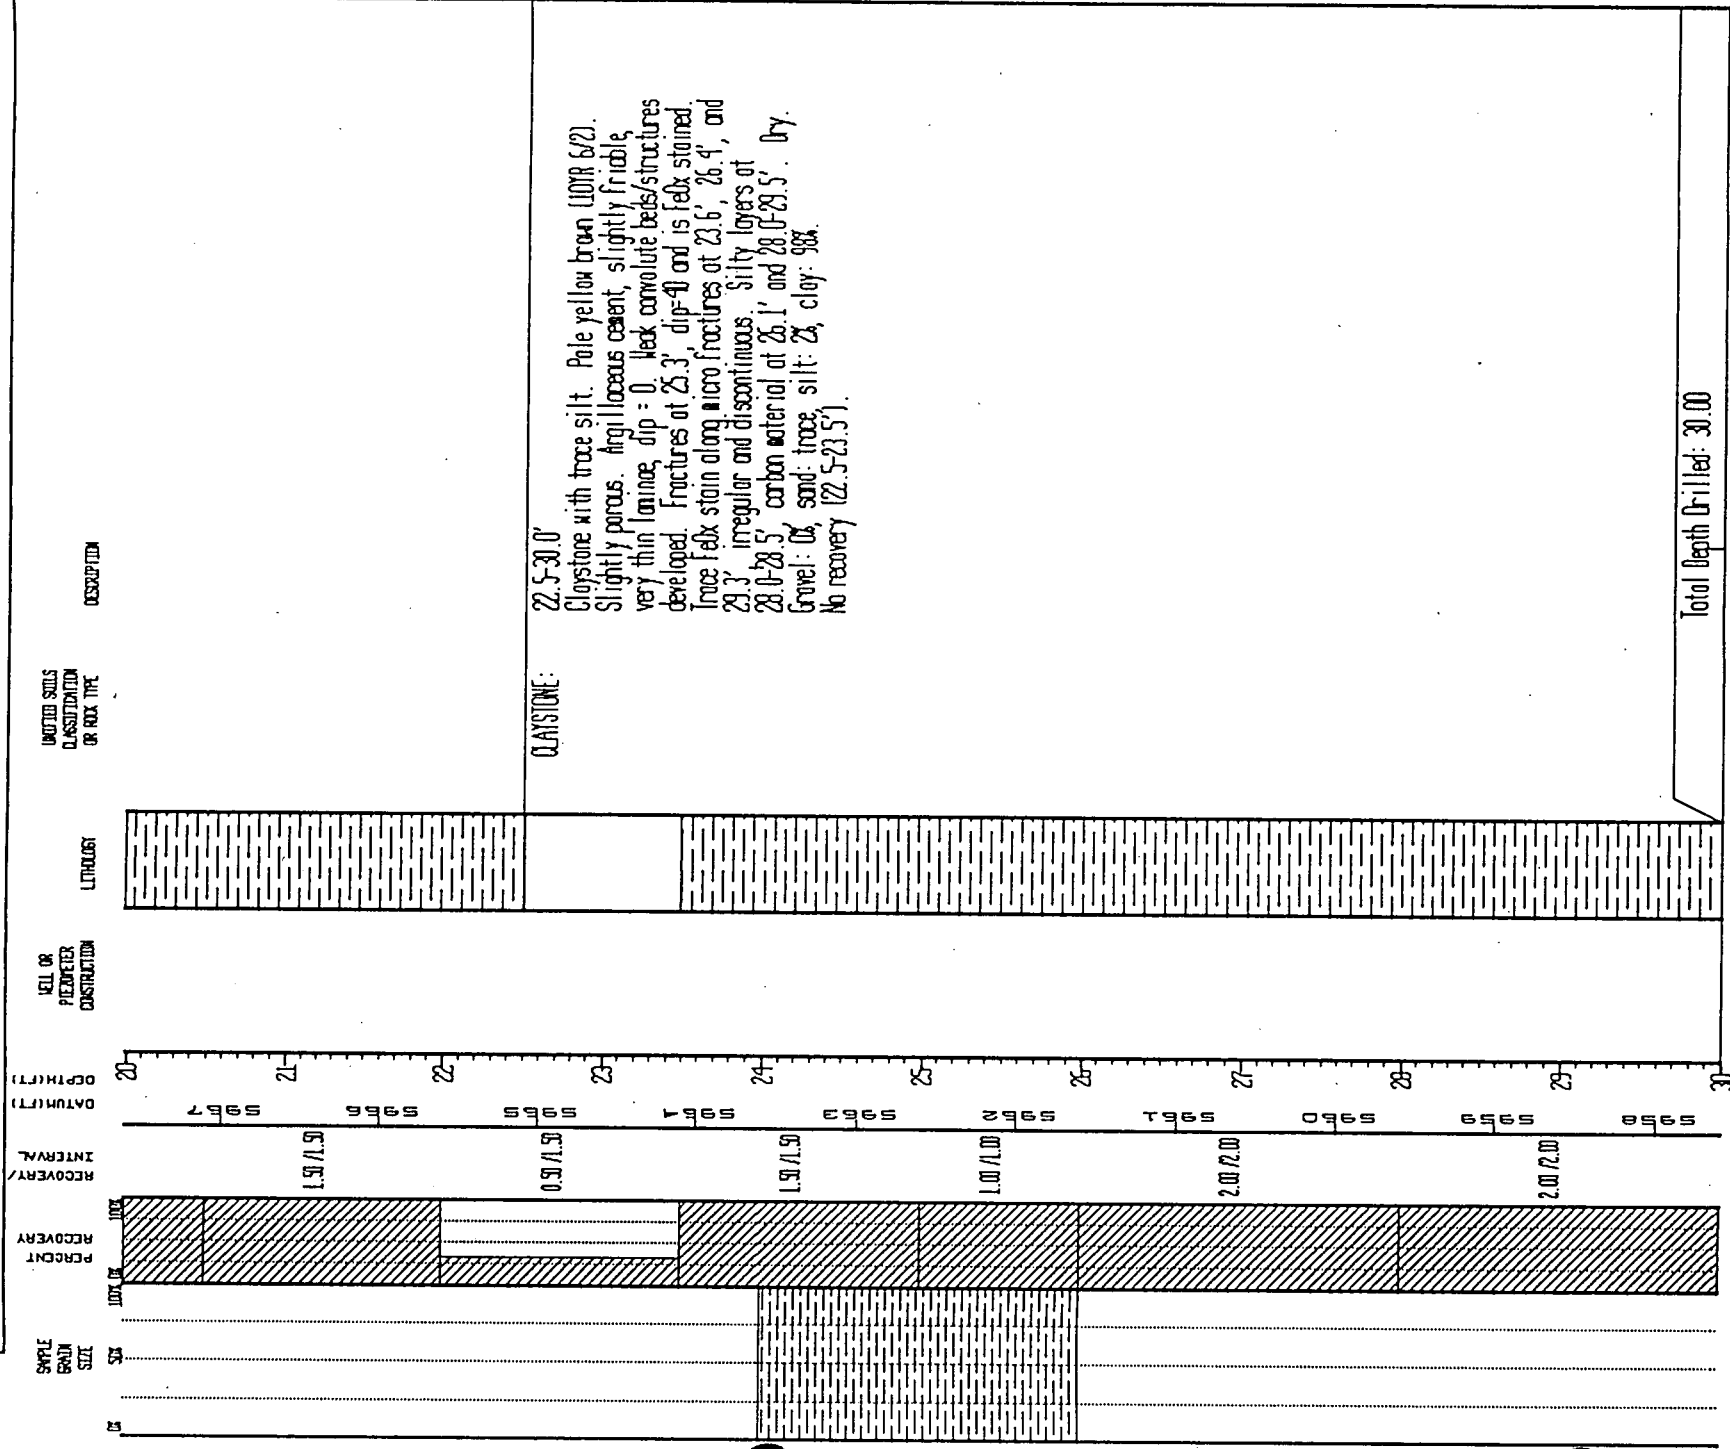 SAMPLE
GRAIN
SIZE
PERCENT
RECOVERY
RECOVERY/
INTERVAL
DATUM(FT)
DEPTH(FT)
WELL OR
PIEZOMETER
CONSTRUCTION
LITHOLOGY
UNIFIED SOILS
CLASSIFICATION
OR ROCK TYPE
DESCRIPTION
0% 50% 100%
0% 100%
20
21
22
23
24
25
26
27
28
29
30
5967
5966
5965
5964
5963
5962
5961
5960
5959
5958
1.50 /1.50
0.50 /1.50
1.50 /1.50
1.00 /1.00
2.00 /2.00
2.00 /2.00
CLAYSTONE:
22.5-30.0'
Claystone with trace silt. Pale yellow brown (10YR 6/2).
Slightly porous. Argillaceous cement, slightly friable,
very thin laminae, dip = 0. Weak convolute beds/structures
developed. Fractures at 25.3', dip=40 and is FeOx stained.
Trace FeOx stain along micro fractures at 23.6', 26.4', and
29.3' irregular and discontinuous. Silty layers at
28.0-28.5', carbon material at 26.1' and 28.0-29.5'. Dry.
Gravel: 0%, sand: trace, silt: 2%, clay: 98%.
No recovery (22.5-23.5').
Total Depth Drilled: 30.00